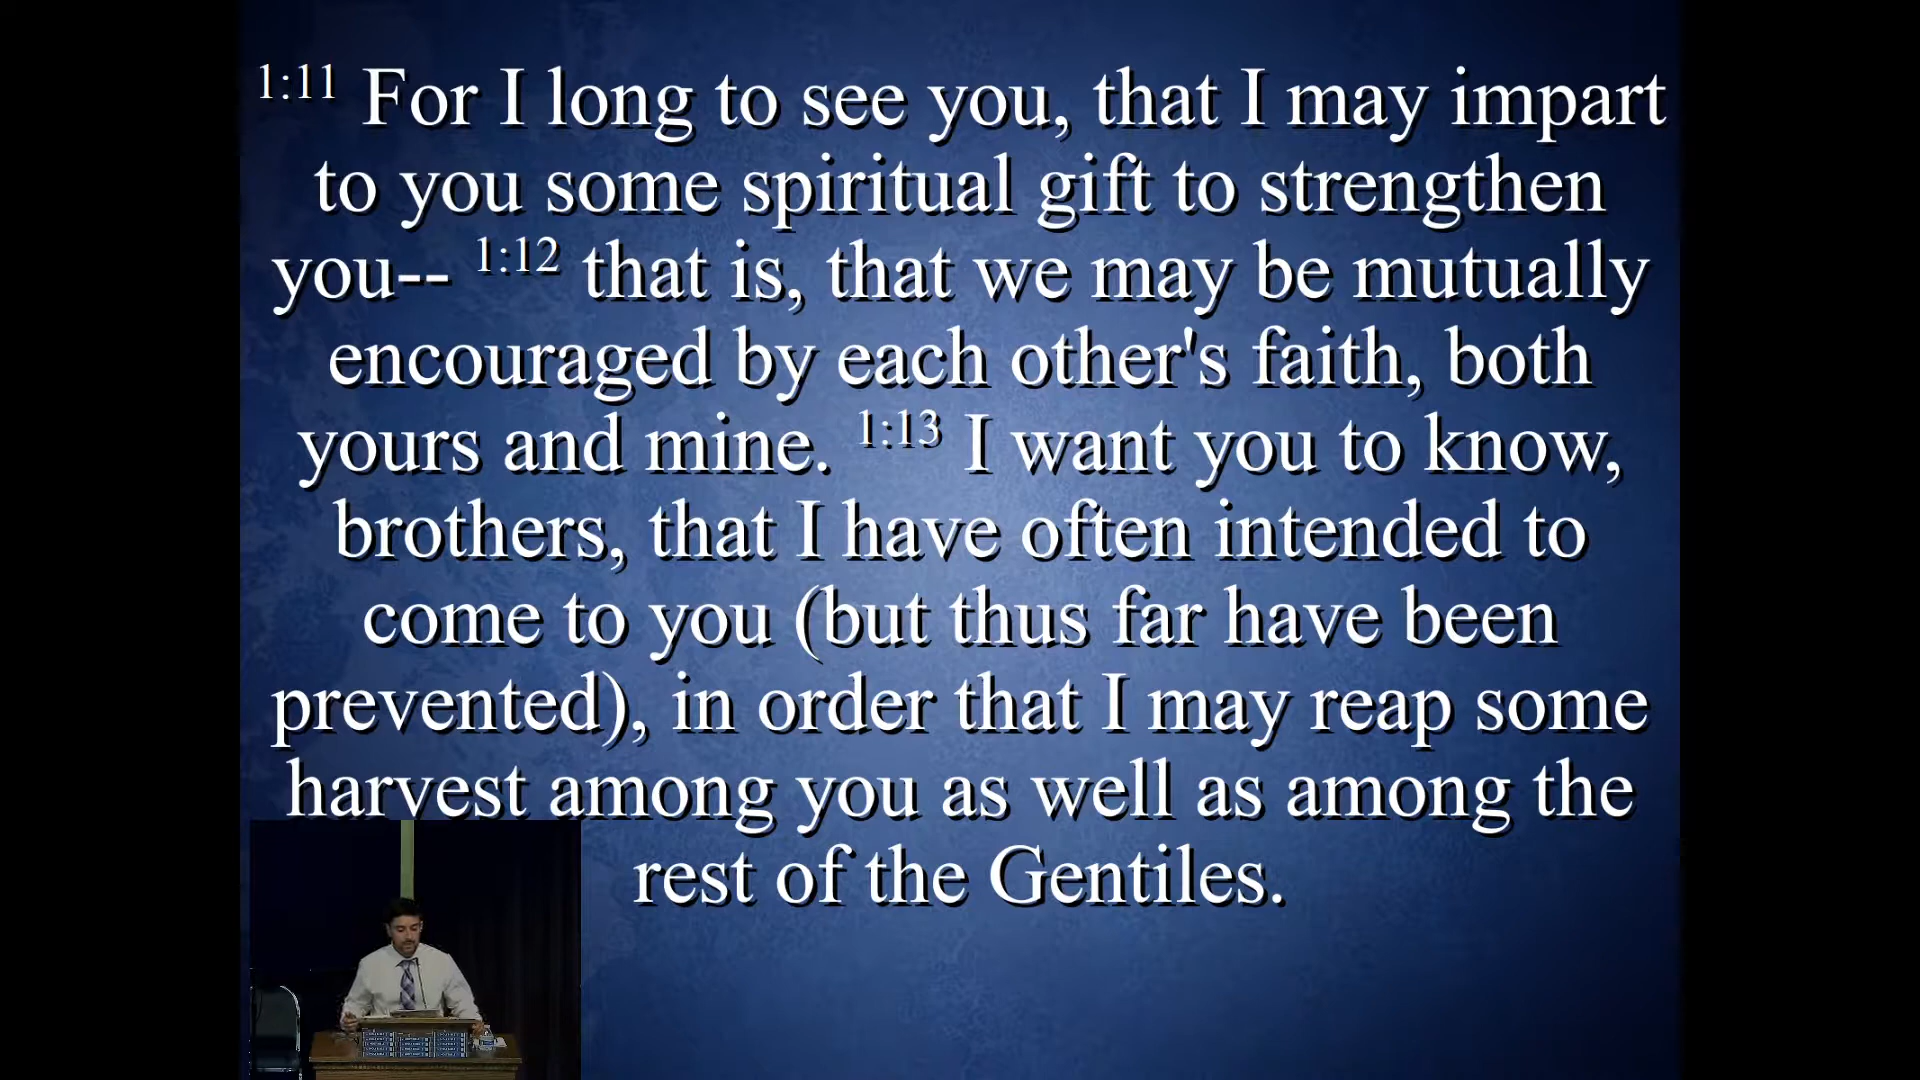 1:11 For I long to see you, that I may impart
to you some spiritual gift to strengthen
you-- 1:12 that is, that we may be mutually
encouraged by each other's faith, both
yours and mine. 1:13 I want you to know,
brothers, that I have often intended to
come to you (but thus far have been
prevented), in order that I may reap some
harvest among you as well as among the
rest of the Gentiles.